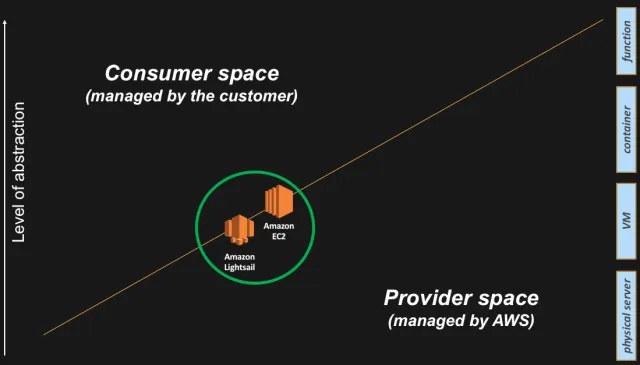 Consumer space
(managed by the customer)
Level of abstraction
Amazon
EC2
Amazon
Lightsail
Provider space
(managed by AWS)
function
container
VM
physical server